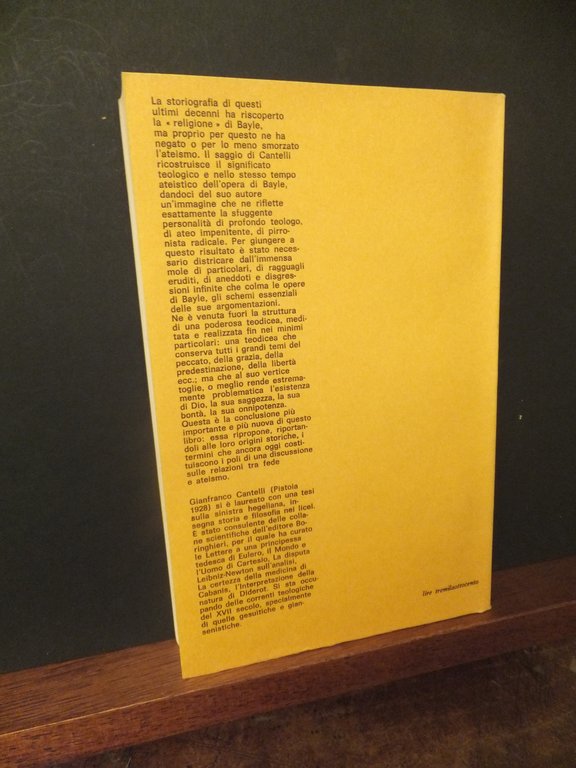 La storiografia di questi
ultimi decenni ha riscoperto
la « religione » di Bayle,
ma proprio per questo ne ha
negato o per lo meno smorzato
l'ateismo. Il saggio di Cantelli
ricostruisce il significato
teologico e nello stesso tempo
ateistico dell'opera di Bayle,
dandoci del suo autore
un'immagine che ne riflette
esattamente la sfuggente
personalità di profondo teologo,
di ateo impenitente, di pirro-
nista radicale. Per giungere a
questo risultato è stato neces-
sario districare dall'immensa
mole di particolari, di ragguagli
eruditi, di aneddoti e disgres-
sioni infinite che colma le opere
di Bayle, gli schemi essenziali
delle sue argomentazioni.
Ne è venuta fuori la struttura
di una poderosa teodicea, medi-
tata e realizzata fin nei minimi
particolari: una teodicea che
conserva tutti i grandi temi del
peccato, della grazia, della
predestinazione, della libertà
ecc.; ma che al suo vertice
toglie, o meglio rende estrema-
mente problematica l'esistenza
di Dio, la sua saggezza, la sua
bontà, la sua onnipotenza.
Questa è la conclusione più
importante e più nuova di questo
libro: essa ripropone, riportan-
doli alle loro origini storiche, i
termini che ancora oggi costi-
tuiscono i poli di una discussione
sulle relazioni tra fede
e ateismo.
Gianfranco Cantelli (Pistoia
1928) si è laureato con una tesi
sulla sinistra hegeliana, in-
segna storia e filosofia nei licei.
È stato consulente delle colla-
ne scientifiche dell'editore Bo-
ringhieri, per il quale ha curato
le Lettere a una principessa
tedesca di Eulero, Il Mondo e
l'Uomo di Cartesio, La disputa
Leibniz-Newton sull'analisi,
La certezza della medicina di
Cabanis, l'Interpretazione della
natura di Diderot. Si sta occu-
pando delle correnti teologiche
del XVII secolo, specialmente
di quelle gesuitiche e gian-
senistiche.
lire tremilaottocento